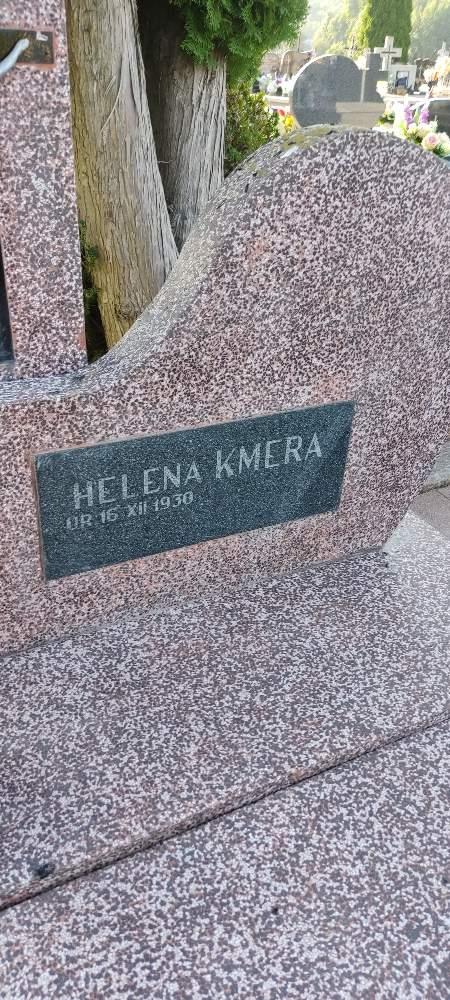 HELENA KMERA
UR 16 XII 1930